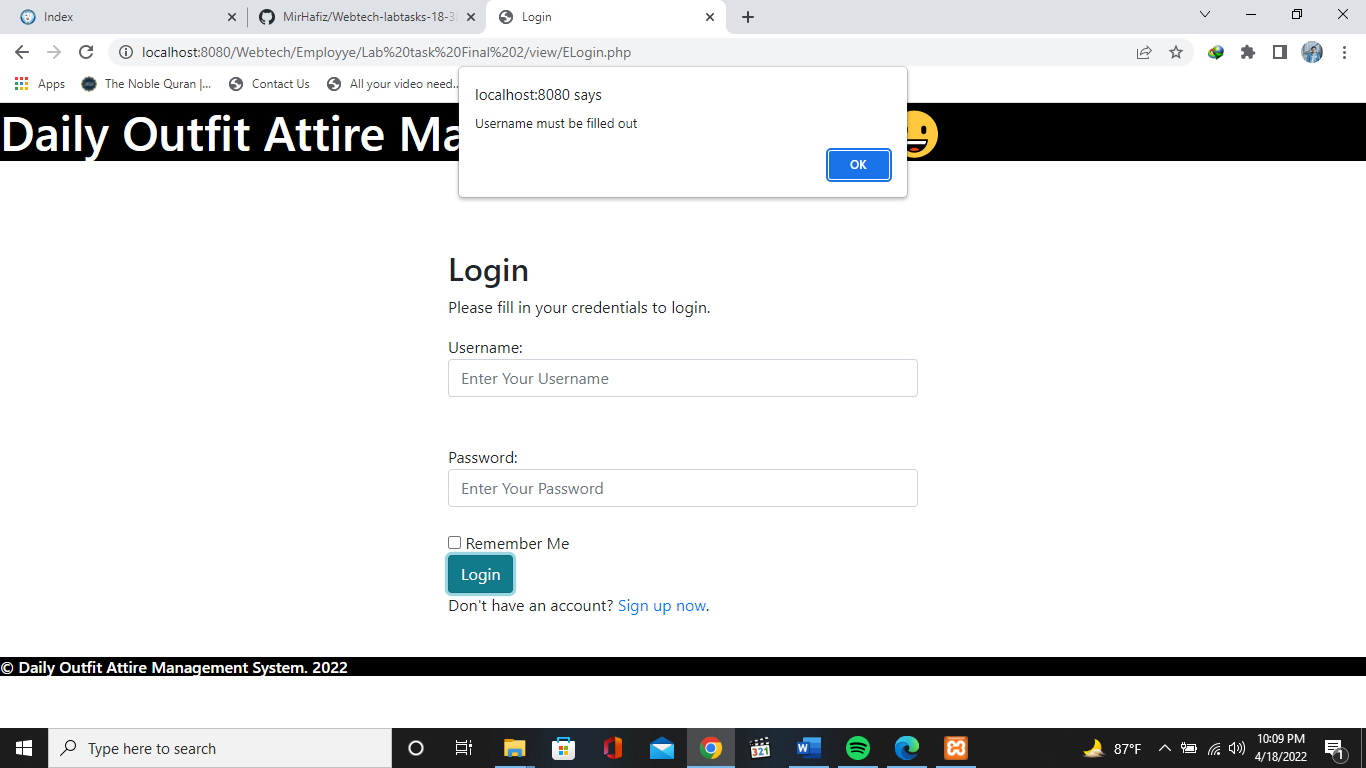 Index
MirHafiz/Webtech-labtasks-18-3
Login
localhost:8080/Webtech/Employye/Lab%20task%20Final%202/view/ELogin.php
Apps
The Noble Quran |...
Contact Us
All your video need...
localhost:8080 says
Username must be filled out
OK
Daily Outfit Attire Ma
Login
Please fill in your credentials to login.
Username:
Enter Your Username
Password:
Enter Your Password
Remember Me
Login
Don't have an account? Sign up now.
© Daily Outfit Attire Management System. 2022
Type here to search
321
87°F
10:09 PM
4/18/2022
1